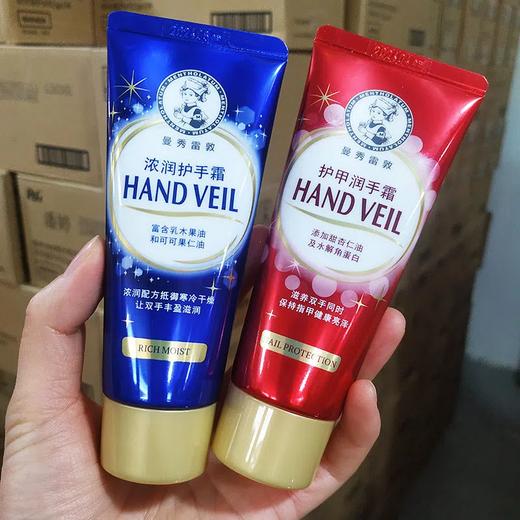 MENTHOLATUM
曼秀雷敦
浓润护手霜
HAND VEIL
富含乳木果油
和可可果仁油
浓润配方抵御寒冷干燥
让双手丰盈滋润
RICH MOIST
MENTHOLATUM
曼秀雷敦
护甲润手霜
HAND VEIL
添加甜杏仁油
及水解角蛋白
滋养双手同时
保持指甲健康亮泽
AIL PROTECTION